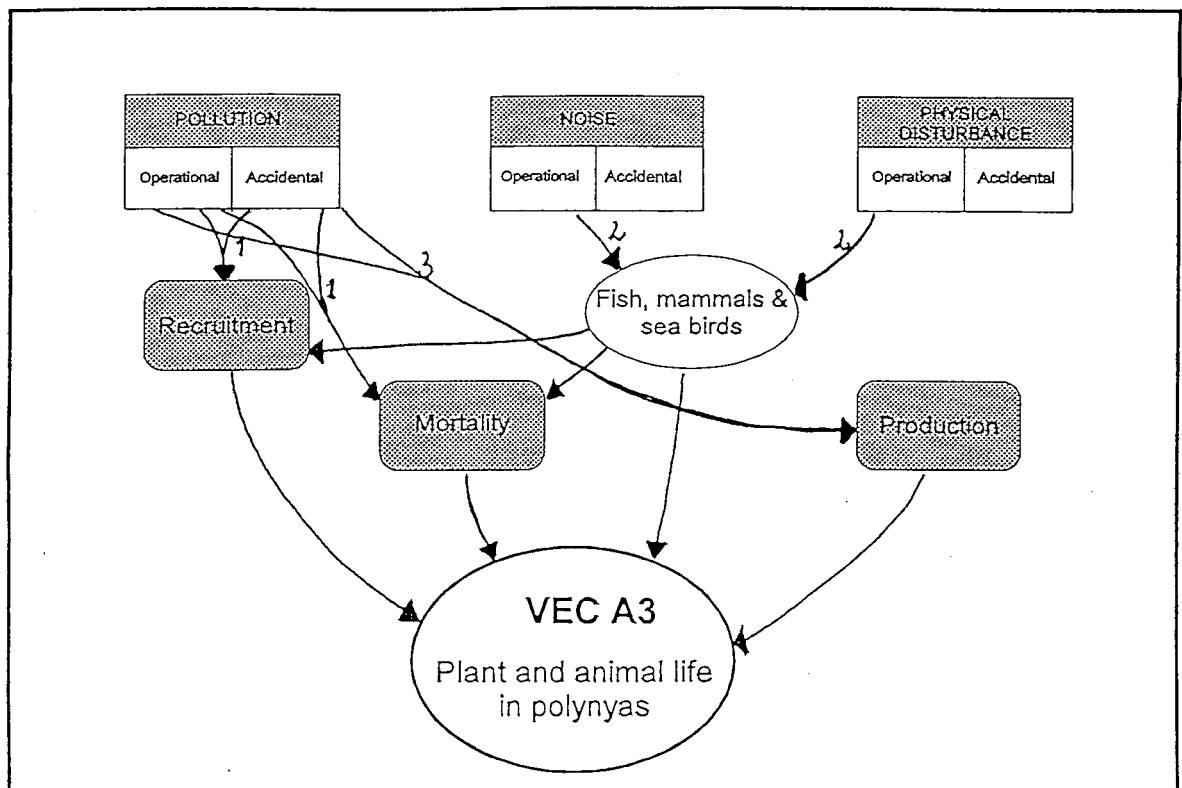 POLLUTION
Operational
Accidental
NOISE
Operational
Accidental
PHYSICAL
DISTURBANCE
Operational
Accidental
1
3
2
2
1
Recruitment
Fish, mammals &
sea birds
Mortality
Production
VEC A3
Plant and animal life
in polynyas